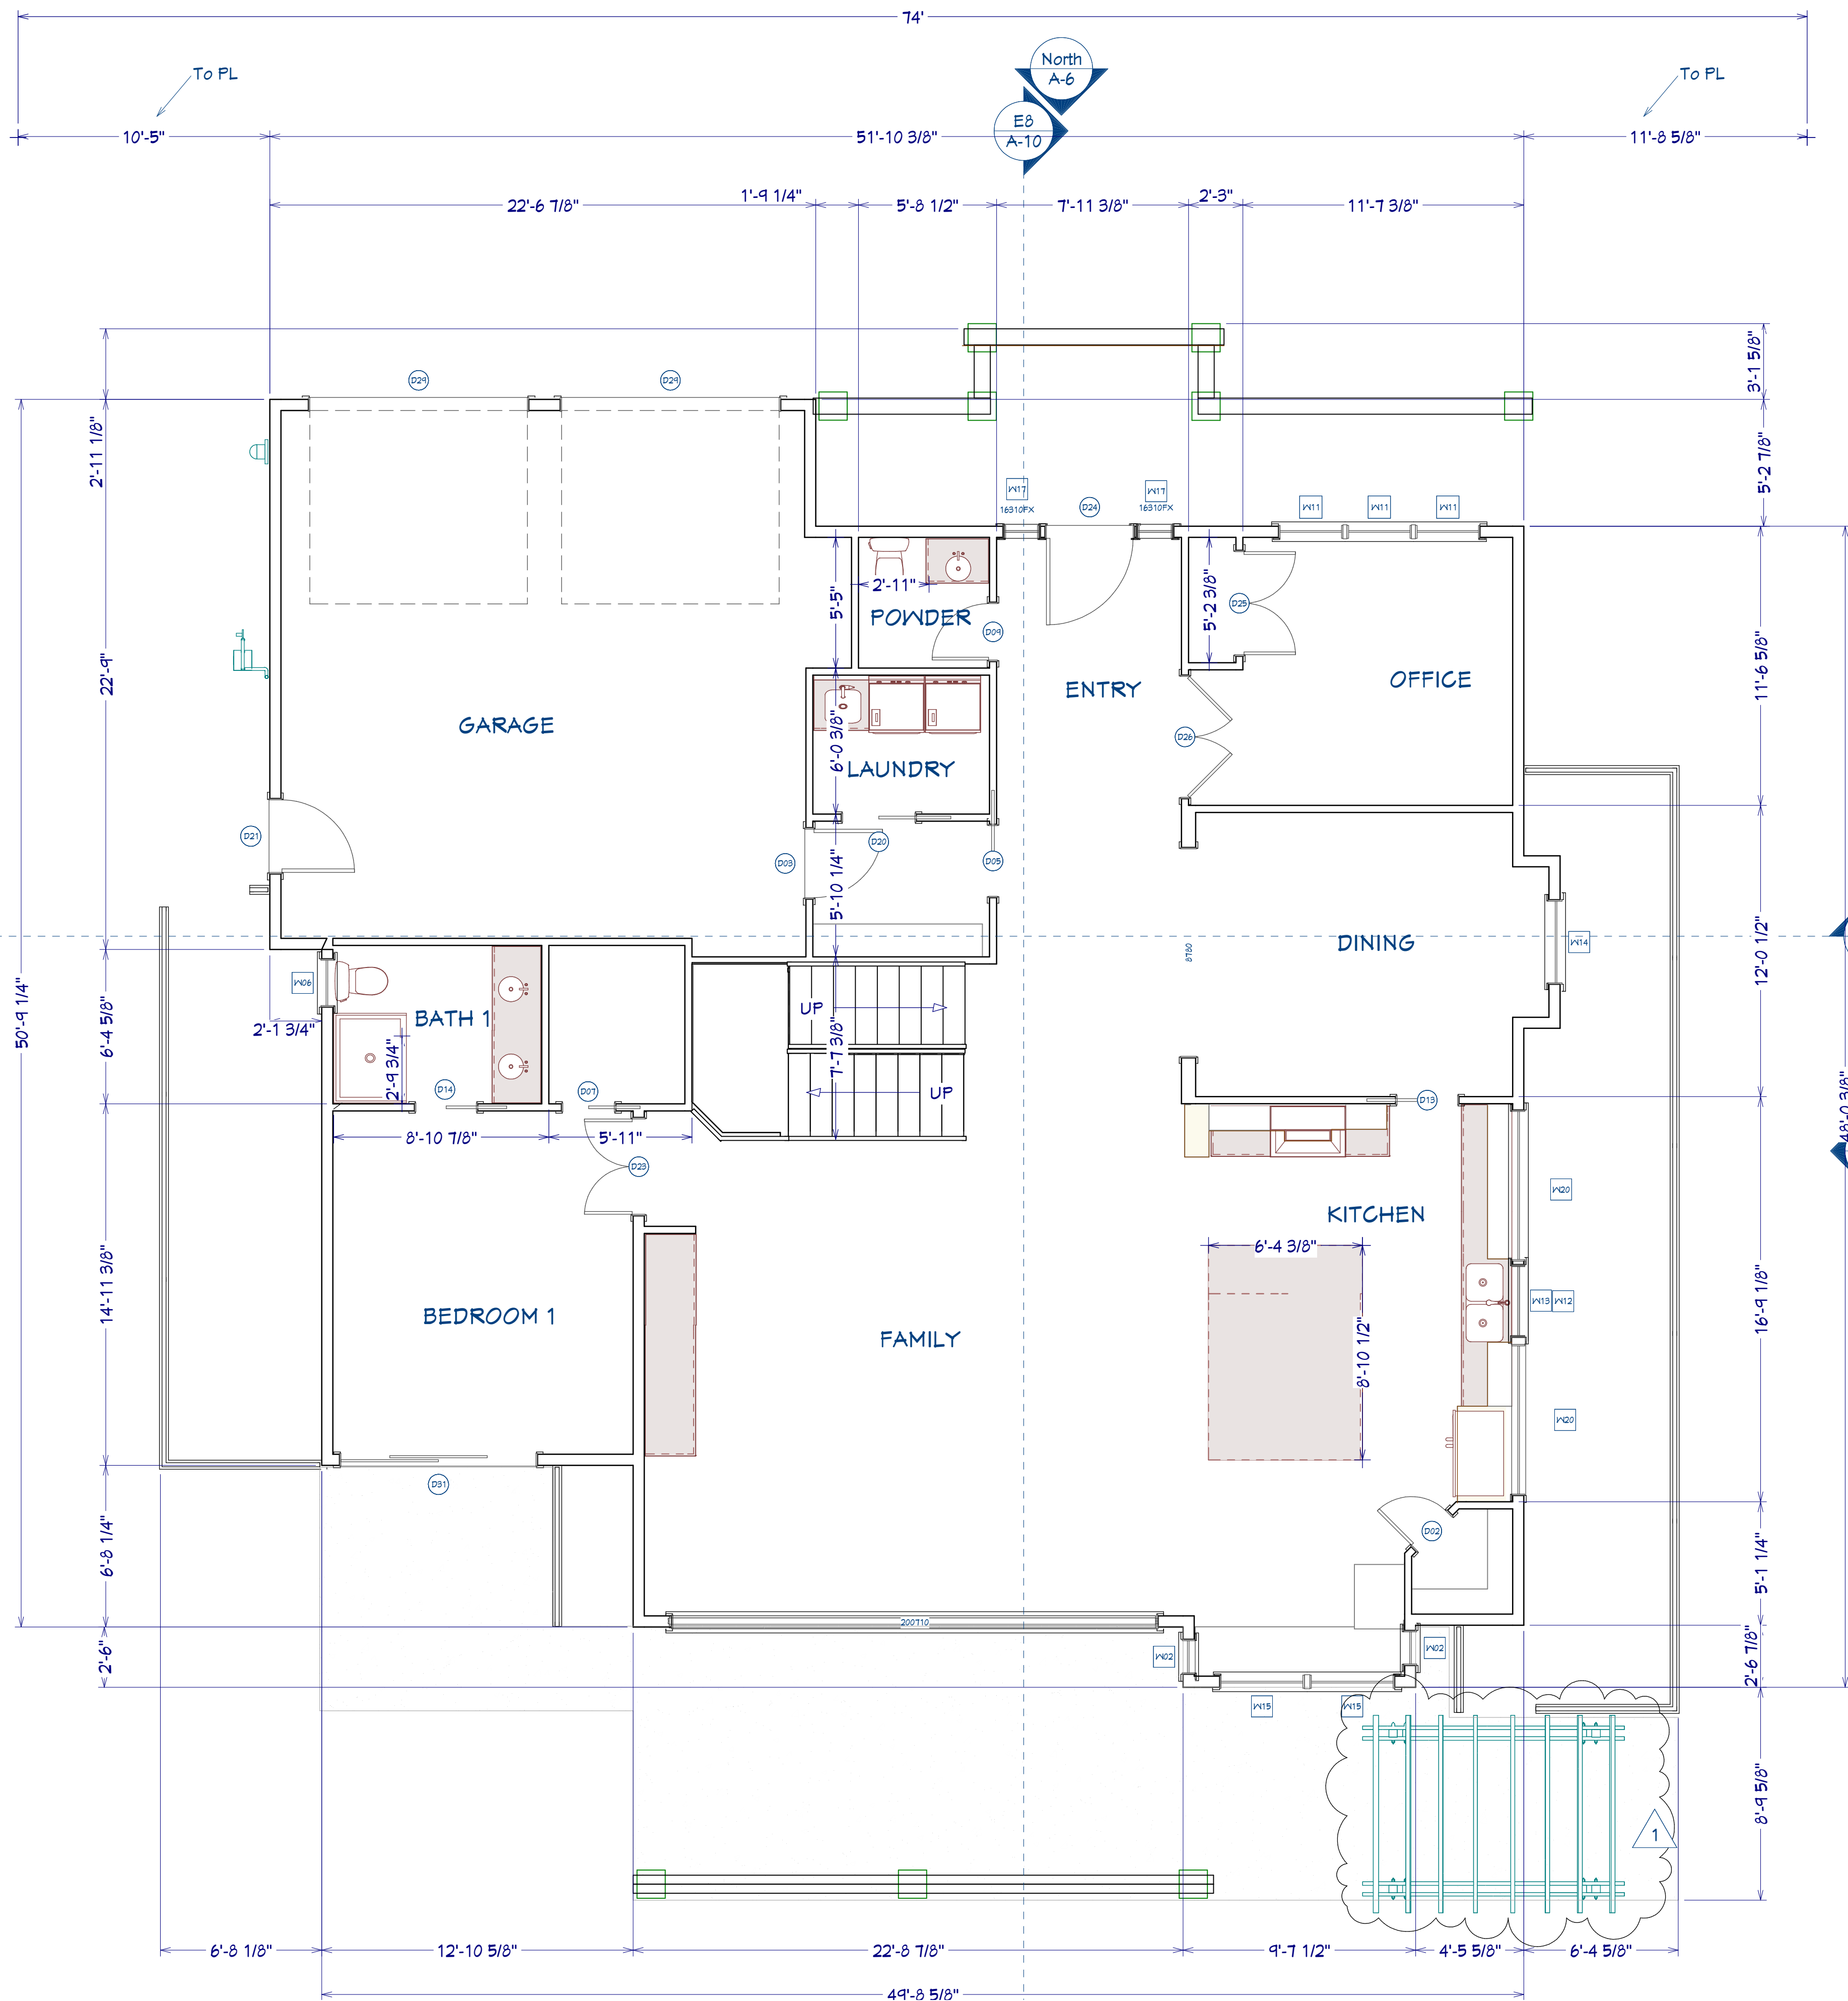 74'
To PL
North
A-6
To PL
E8
A-10
10'-5"
51'-10 3/8"
11'-8 5/8"
22'-6 7/8"
1'-9 1/4"
5'-8 1/2"
7'-11 3/8"
2'-3"
11'-7 3/8"
3'-1 5/8"
D29
D29
2'-11 1/8"
5'-2 7/8"
W17
16310FX
D24
W17
16310FX
W11
W11
W11
2'-11"
5'-5"
POWDER
D09
5'-2 3/8"
D25
11'-6 5/8"
22'-9"
ENTRY
OFFICE
GARAGE
6'-0 3/8"
LAUNDRY
D26
D21
D03
D20
D05
5'-10 1/4"
8780
DINING
W14
12'-0 1/2"
50'-9 1/4"
W06
2'-1 3/4"
BATH 1
6'-4 5/8"
2'-9 3/4"
UP
7'-7 3/8"
UP
D14
D07
D13
48'-0 3/8"
8'-10 7/8"
5'-11"
D23
W20
KITCHEN
6'-4 3/8"
14'-11 3/8"
BEDROOM 1
FAMILY
8'-10 1/2"
W13
W12
16'-9 1/8"
W20
D31
D02
6'-8 1/4"
5'-1 1/4"
200710
W02
W02
2'-6"
2'-6 7/8"
W15
W15
8'-9 5/8"
1
6'-8 1/8"
12'-10 5/8"
22'-8 7/8"
9'-7 1/2"
4'-5 5/8"
6'-4 5/8"
49'-8 5/8"